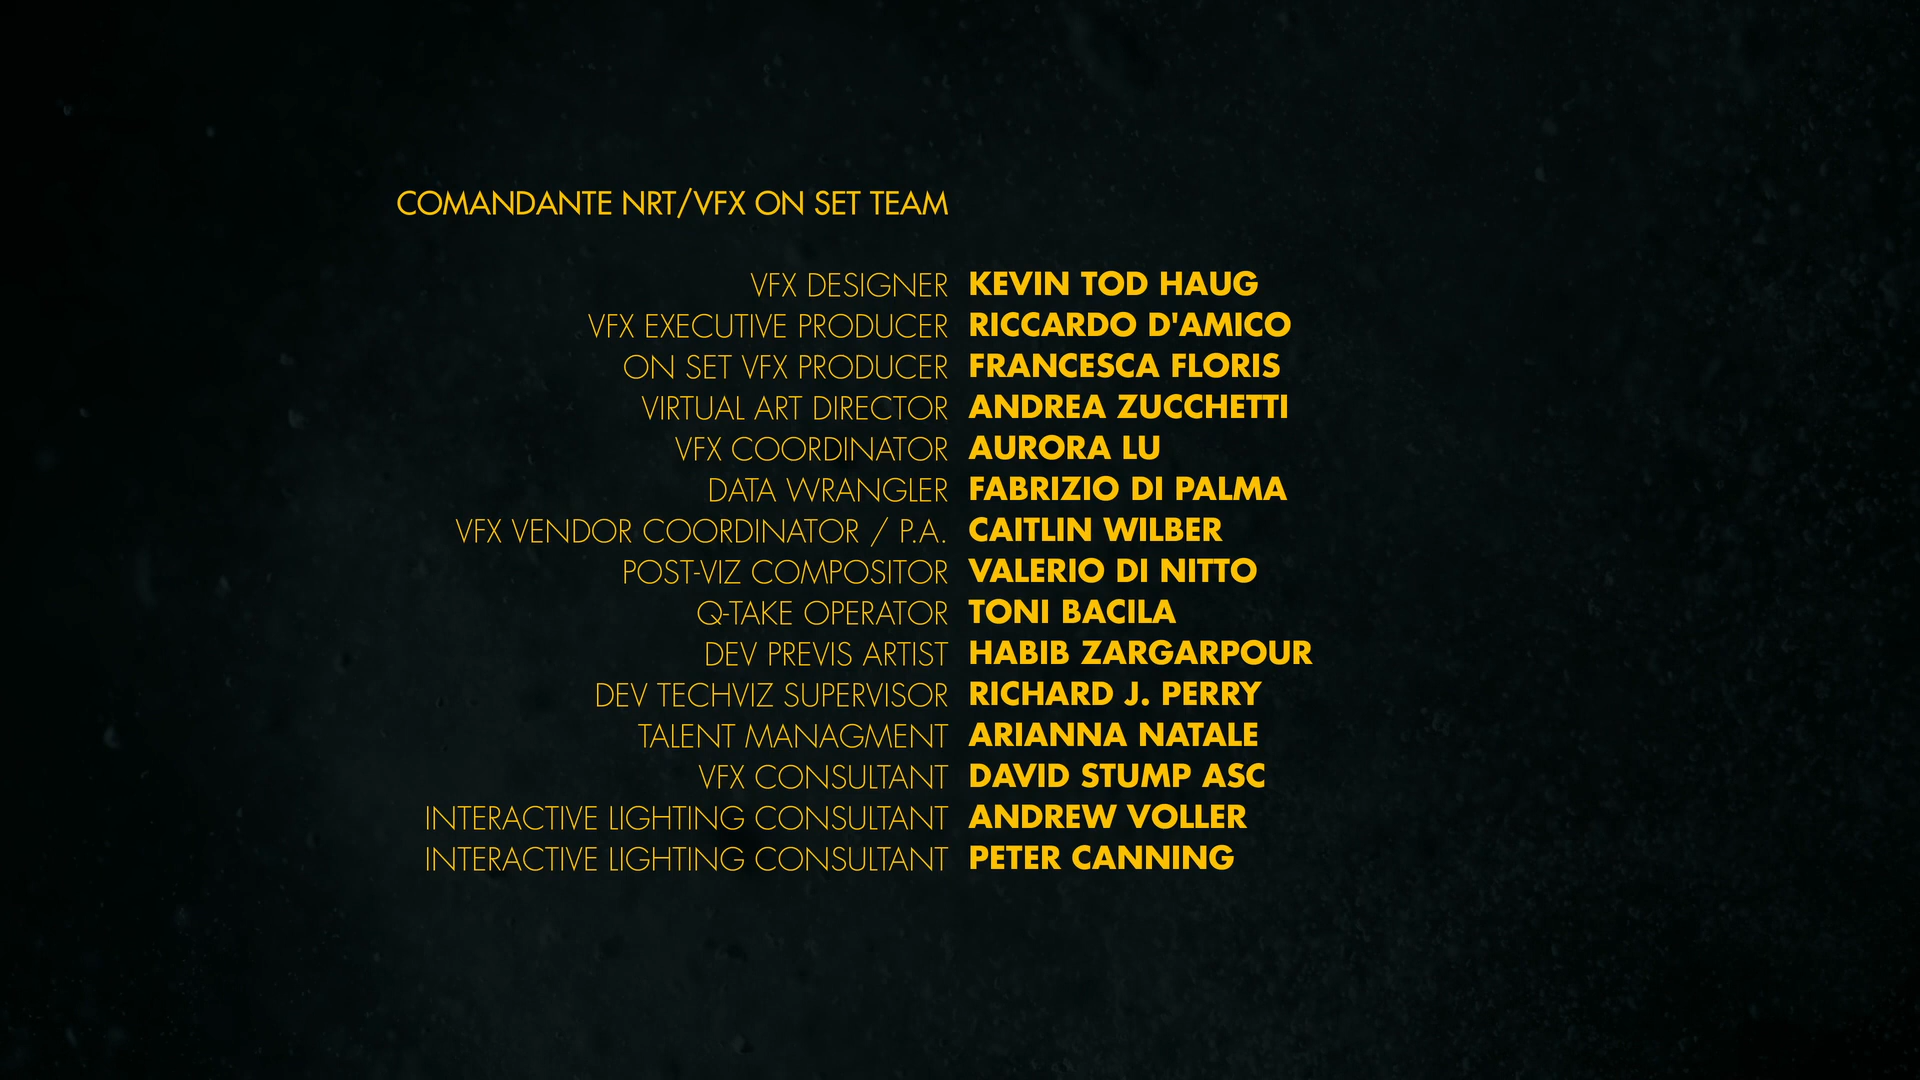 COMANDANTE NRT/VFX ON SET TEAM
VFX DESIGNER KEVIN TOD HAUG
VFX EXECUTIVE PRODUCER RICCARDO D'AMICO
ON SET VFX PRODUCER FRANCESCA FLORIS
VIRTUAL ART DIRECTOR ANDREA ZUCCHETTI
VFX COORDINATOR AURORA LU
DATA WRANGLER FABRIZIO DI PALMA
VFX VENDOR COORDINATOR / P.A. CAITLIN WILBER
POST-VIZ COMPOSITOR VALERIO DI NITTO
Q-TAKE OPERATOR TONI BACILA
DEV PREVIS ARTIST HABIB ZARGARPOUR
DEV TECHVIZ SUPERVISOR RICHARD J. PERRY
TALENT MANAGMENT ARIANNA NATALE
VFX CONSULTANT DAVID STUMP ASC
INTERACTIVE LIGHTING CONSULTANT ANDREW VOLLER
INTERACTIVE LIGHTING CONSULTANT PETER CANNING